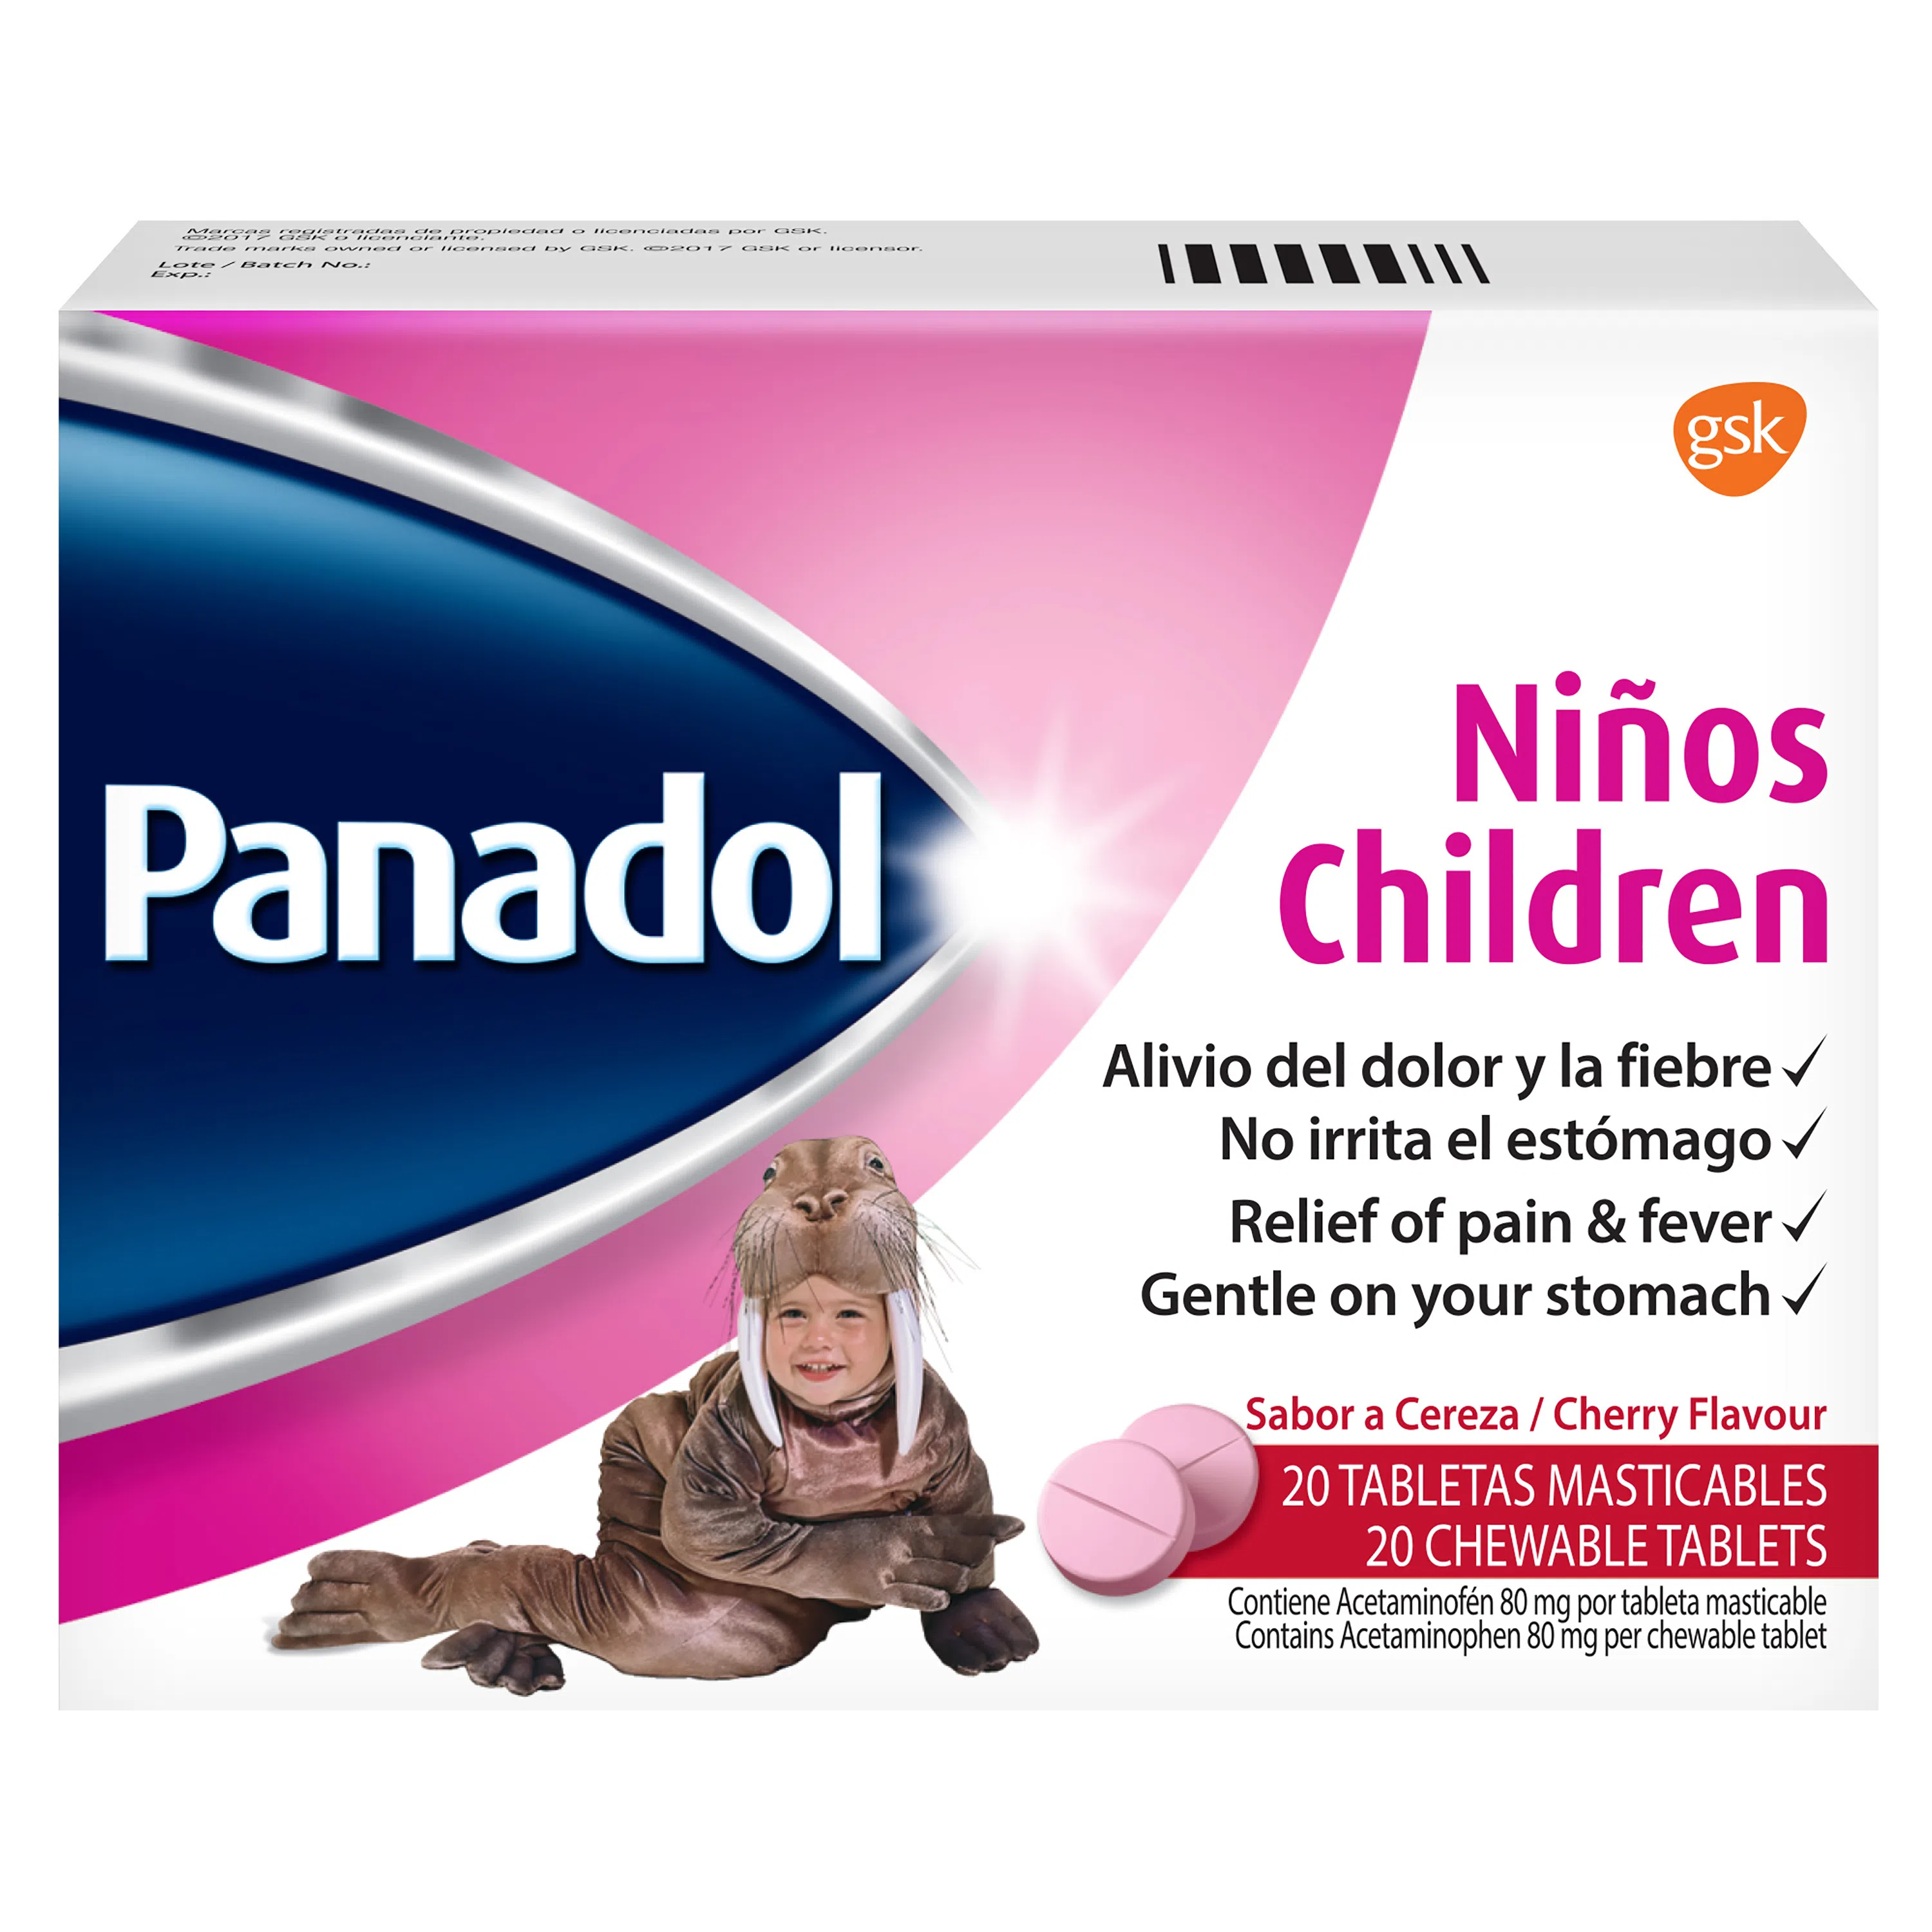 Marcas registradas de propiedad o licenciadas por GSK.
©2017 GSK o licenciante.
Trade marks owned or licensed by GSK. ©2017 GSK or licensor.
Lote / Batch No.:
Exp.:
gsk
Panadol
Niños
Children
Alivio del dolor y la fiebre
No irrita el estómago
Relief of pain & fever
Gentle on your stomach
Sabor a Cereza / Cherry Flavour
20 TABLETAS MASTICABLES
20 CHEWABLE TABLETS
Contiene Acetaminofén 80 mg por tableta masticable
Contains Acetaminophen 80 mg per chewable tablet